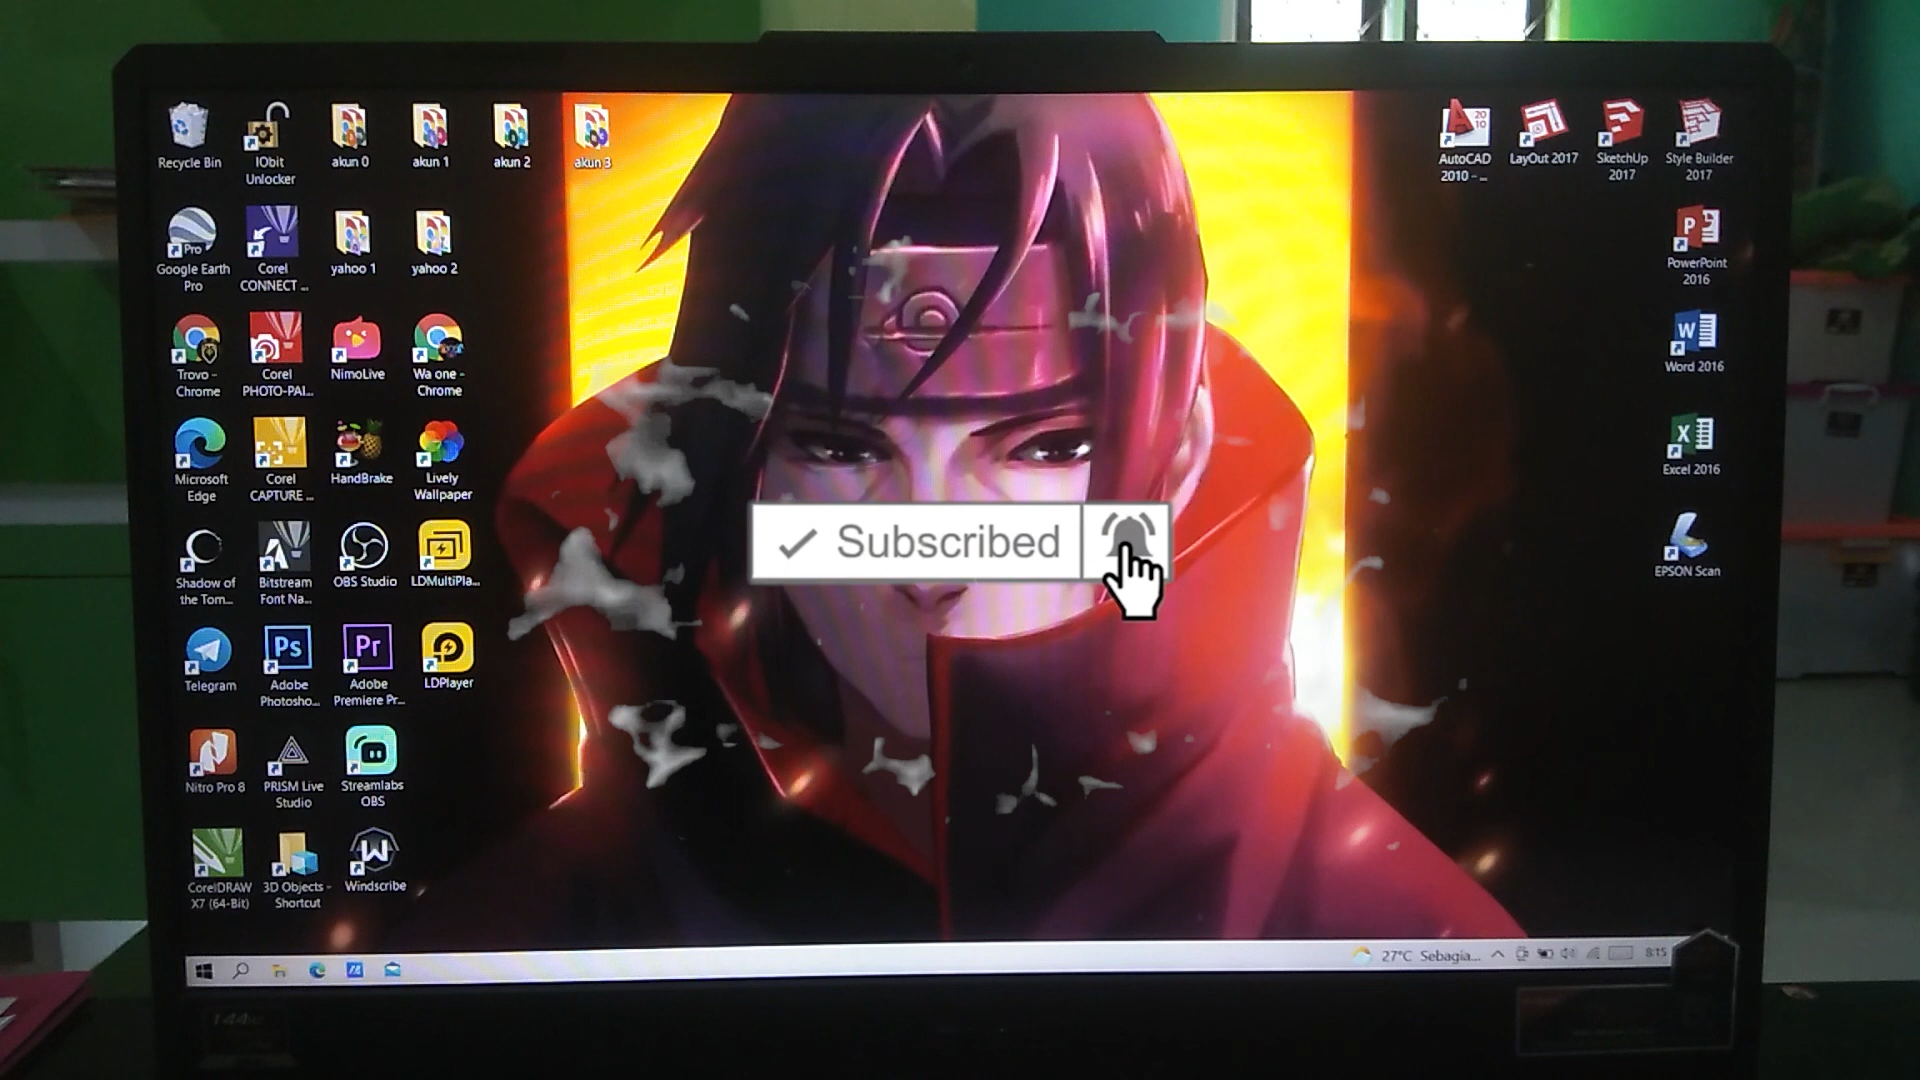 Recycle Bin
IObit
Unlocker
akun 0
akun 1
akun 2
akun 3
AutoCAD
2010 - ...
LayOut 2017
SketchUp
2017
Style Builder
2017
Pro
Google Earth
Pro
Corel
CONNECT ...
yahoo 1
yahoo 2
PowerPoint
2016
Trovo -
Chrome
Corel
PHOTO-PAI...
NimoLive
Wa one -
Chrome
Word 2016
Microsoft
Edge
Corel
CAPTURE ...
HandBrake
Lively
Wallpaper
Excel 2016
Subscribed
Shadow of
the Tom...
Bitstream
Font Na...
OBS Studio
LDMultiPla...
EPSON Scan
Ps
Pr
Telegram
Adobe
Photosho...
Adobe
Premiere Pr...
LDPlayer
Nitro Pro 8
PRISM Live
Studio
Streamlabs
OBS
CorelDRAW
X7 (64-Bit)
3D Objects -
Shortcut
Windscribe
27°C Sebagia...
8:15